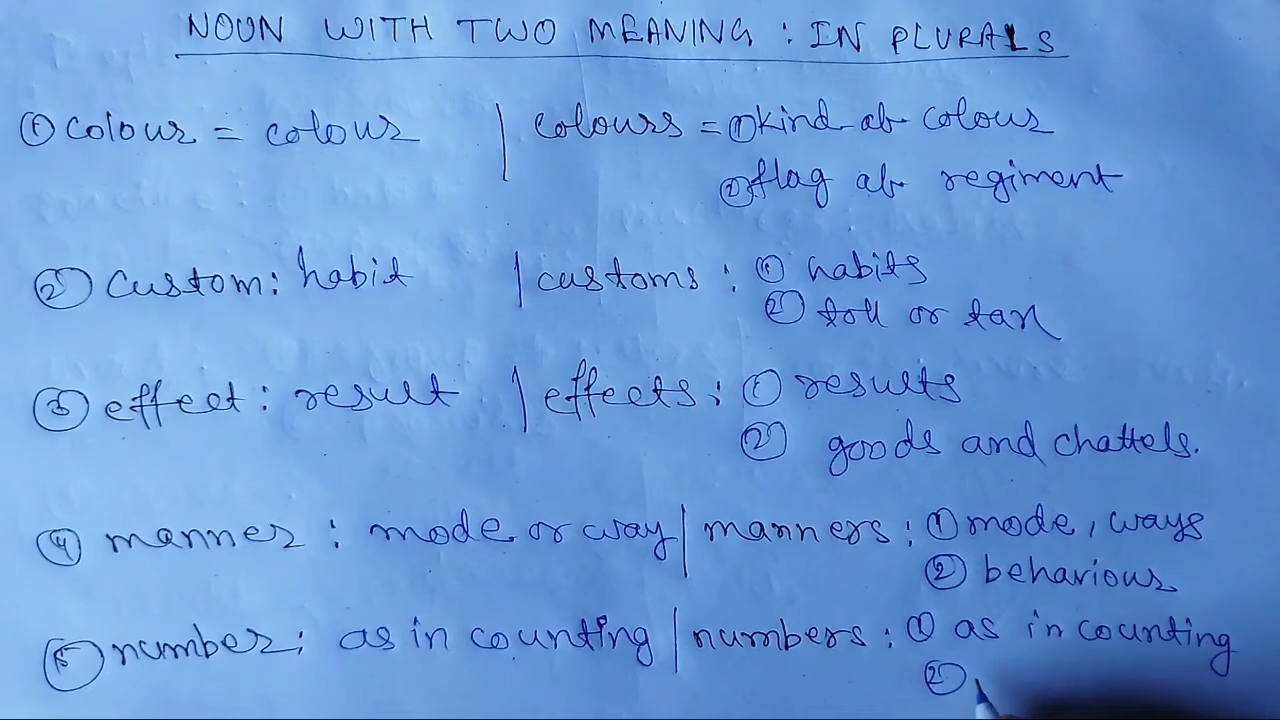 NOUN WITH TWO MEANING : IN PLURALS
① colour = colour | colours = ① kind of colour
② flag of regiment
② custom : habit | customs : ① habits
② toll or tax
③ effect : result | effects : ① results
② goods and chattels.
④ manner : mode or way | manners : ① mode, ways
② behaviour
⑤ number : as in counting | numbers : ① as in counting
②